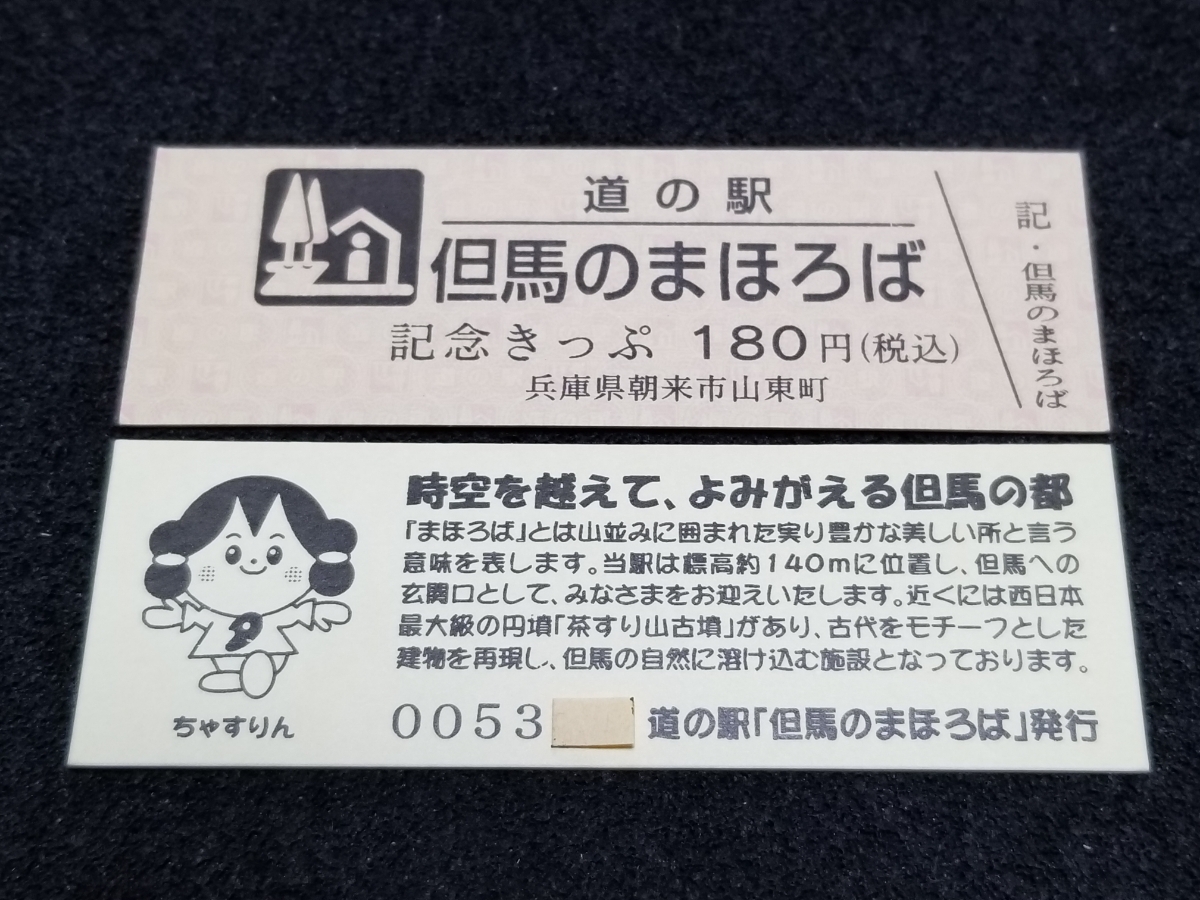 道の駅
但馬のまほろば
記念きっぷ 180円(税込)
兵庫県朝来市山東町
記・但馬のまほろば
時空を越えて、よみがえる但馬の都
「まほろば」とは山並みに囲まれた実り豊かな美しい所と言う
意味を表します。当駅は標高約140mに位置し、但馬への
玄関口として、みなさまをお迎えいたします。近くには西日本
最大級の円墳「茶すり山古墳」があり、古代をモチーフとした
建物を再現し、但馬の自然に溶け込む施設となっております。
ちゃすりん
0053
道の駅「但馬のまほろば」発行